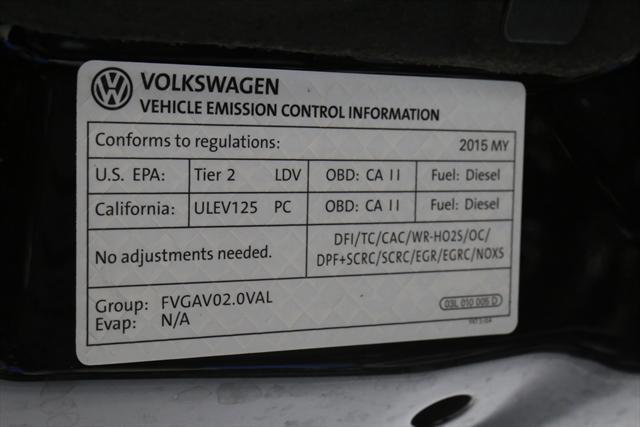 VOLKSWAGEN
VEHICLE EMISSION CONTROL INFORMATION
Conforms to regulations: 2015 MY
U.S. EPA: Tier 2 LDV OBD: CA II Fuel: Diesel
California: ULEV125 PC OBD: CA II Fuel: Diesel
No adjustments needed. DFI/TC/CAC/WR-HO2S/OC/
DPF+SCRC/SCRC/EGR/EGRC/NOXS
Group: FVGAV02.0VAL
Evap: N/A
03L 010 005 D